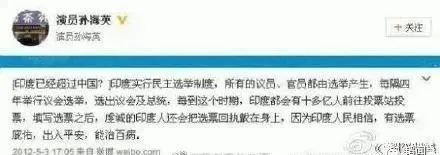 演员孙海英
演员孙海英
+关注
[印度已经超过中国？]印度实行民主选举制度，所有的议员、官员都由选举产生，每隔四
年举行议会选举，选出议会及总统，每到这个时期，印度都会有十多亿人前往投票站投
票，填写选票之后，虔诚的印度人还会把选票回执戴在身上，因为印度人民相信，有选票
庇佑，出入平安，能治百病。
2012-5-3 17:05 来自新浪 weibo.com